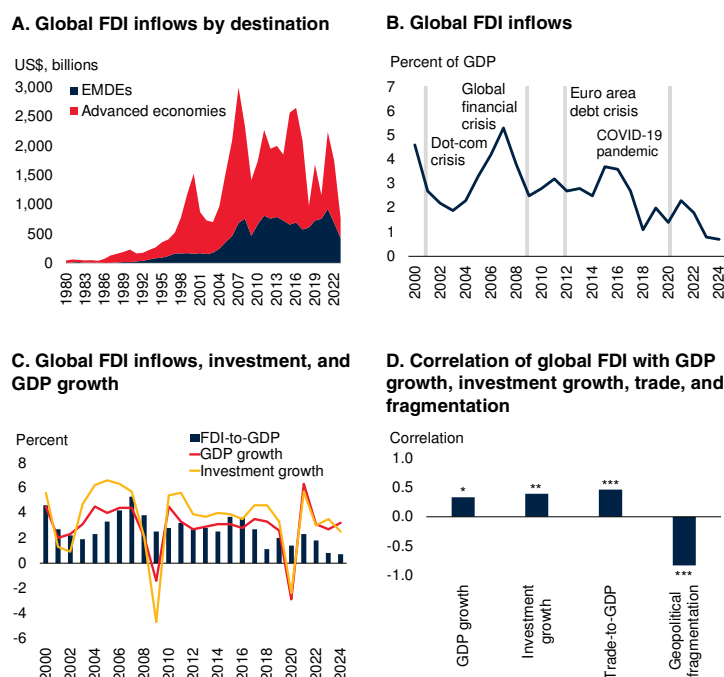 A. Global FDI inflows by destination
US$, billions
3,000
2,500
2,000
1,500
1,000
500
0
EMDEs
Advanced economies
1980
1983
1986
1989
1992
1995
1998
2001
2004
2007
2010
2013
2016
2019
2022
B. Global FDI inflows
Percent of GDP
7
6
5
4
3
2
1
0
Dot-com
crisis
Global
financial
crisis
Euro area
debt crisis
COVID-19
pandemic
2000
2002
2004
2006
2008
2010
2012
2014
2016
2018
2020
2022
2024
C. Global FDI inflows, investment, and
GDP growth
Percent
8
6
4
2
0
-2
-4
-6
FDI-to-GDP
GDP growth
Investment growth
2000
2002
2004
2006
2008
2010
2012
2014
2016
2018
2020
2022
2024
D. Correlation of global FDI with GDP
growth, investment growth, trade, and
fragmentation
Correlation
1.0
0.5
0.0
-0.5
-1.0
*
**
***
***
GDP growth
Investment
growth
Trade-to-GDP
Geopolitical
fragmentation